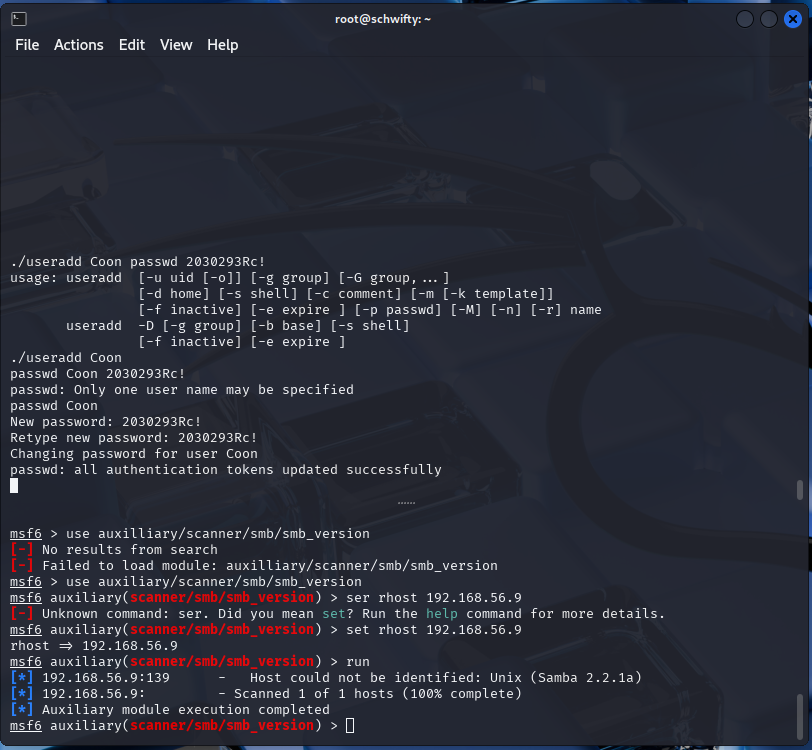 root@schwifty: ~
File Actions Edit View Help
./useradd Coon passwd 2030293Rc!
usage: useradd [-u uid [-o]] [-g group] [-G group,...]
[-d home] [-s shell] [-c comment] [-m [-k template]]
[-f inactive] [-e expire ] [-p passwd] [-M] [-n] [-r] name
useradd -D [-g group] [-b base] [-s shell]
[-f inactive] [-e expire ]
./useradd Coon
passwd Coon 2030293Rc!
passwd: Only one user name may be specified
passwd Coon
New password: 2030293Rc!
Retype new password: 2030293Rc!
Changing password for user Coon
passwd: all authentication tokens updated successfully
msf6 > use auxilliary/scanner/smb/smb_version
[-] No results from search
[-] Failed to load module: auxilliary/scanner/smb/smb_version
msf6 > use auxiliary/scanner/smb/smb_version
msf6 auxiliary(scanner/smb/smb_version) > ser rhost 192.168.56.9
[-] Unknown command: ser. Did you mean set? Run the help command for more details.
msf6 auxiliary(scanner/smb/smb_version) > set rhost 192.168.56.9
rhost => 192.168.56.9
msf6 auxiliary(scanner/smb/smb_version) > run
[*] 192.168.56.9:139 - Host could not be identified: Unix (Samba 2.2.1a)
[*] 192.168.56.9: - Scanned 1 of 1 hosts (100% complete)
[*] Auxiliary module execution completed
msf6 auxiliary(scanner/smb/smb_version) >